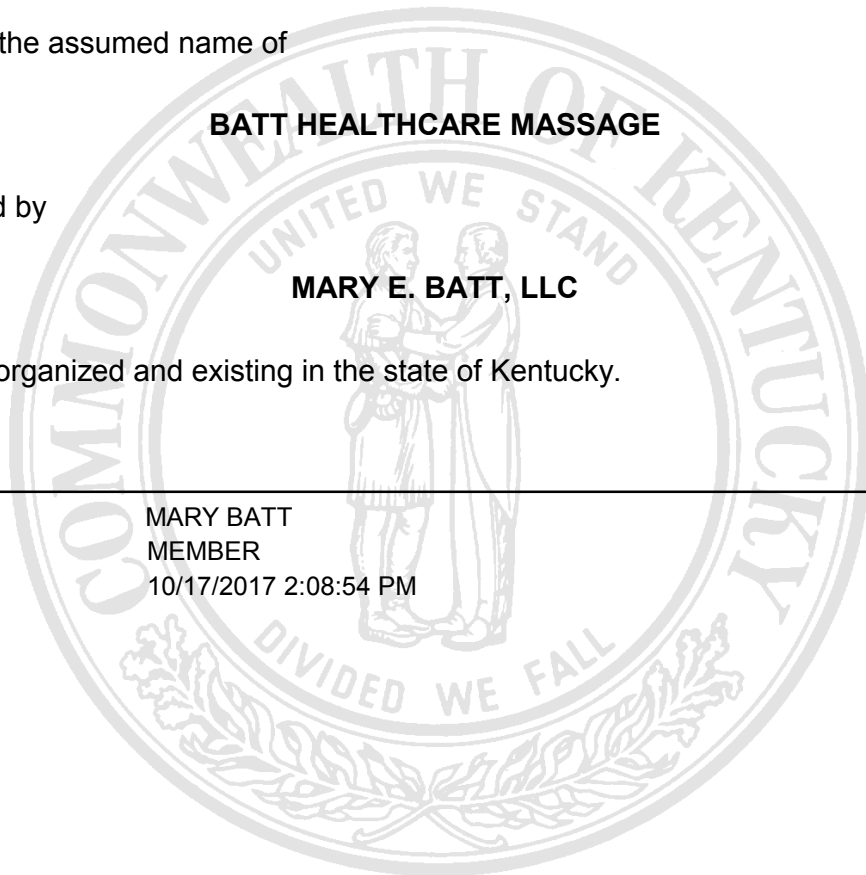 the assumed name of
BATT HEALTHCARE MASSAGE
d by
MARY E. BATT, LLC
organized and existing in the state of Kentucky.
MARY BATT
MEMBER
10/17/2017 2:08:54 PM
COMMONWEALTH OF KENTUCKY
UNITED WE STAND
DIVIDED WE FALL